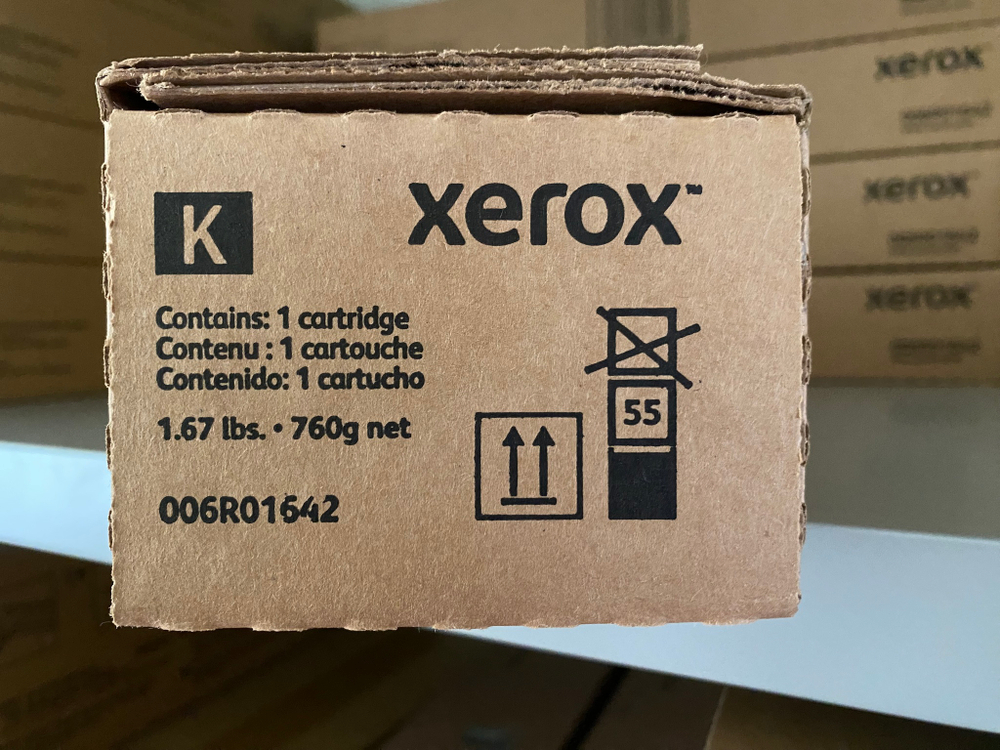 K
xerox™
Contains: 1 cartridge
Contenu : 1 cartouche
Contenido: 1 cartucho
1.67 lbs. • 760g net
006R01642
55
xerox
xerox
xerox